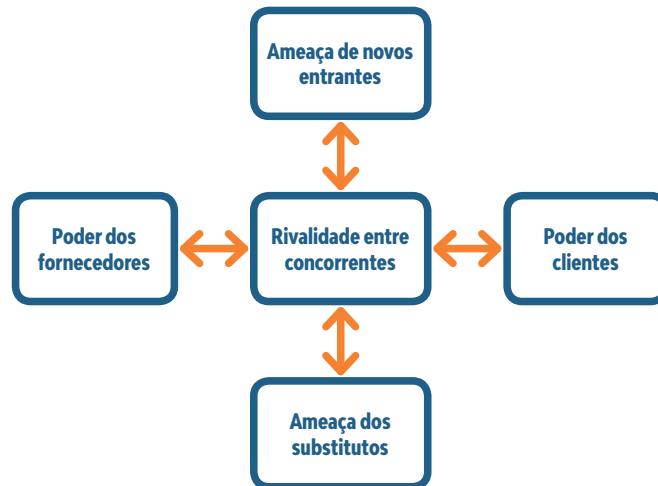 Ameaça de novos
entrantes
Poder dos
fornecedores
Rivalidade entre
concorrentes
Poder dos
clientes
Ameaça dos
substitutos